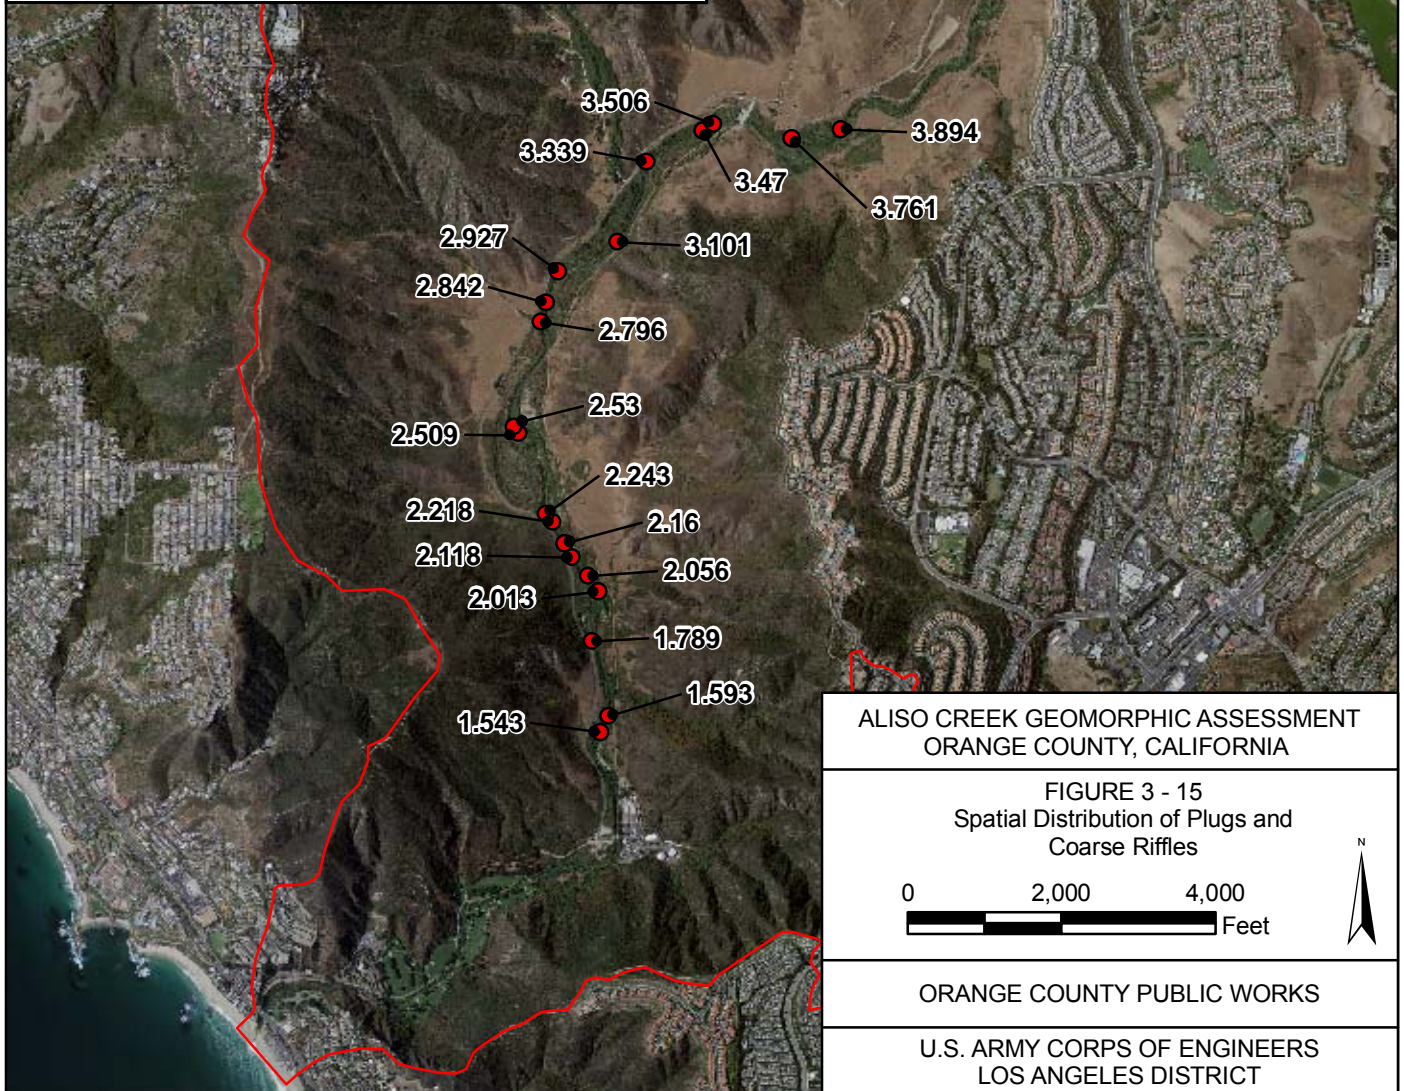 3.506
3.894
3.339
3.47
3.761
2.927
3.101
2.842
2.796
2.53
2.509
2.243
2.218
2.16
2.118
2.056
2.013
1.789
1.593
1.543
ALISO CREEK GEOMORPHIC ASSESSMENT
ORANGE COUNTY, CALIFORNIA
FIGURE 3 - 15
Spatial Distribution of Plugs and
Coarse Riffles
N
0 2,000 4,000
Feet
ORANGE COUNTY PUBLIC WORKS
U.S. ARMY CORPS OF ENGINEERS
LOS ANGELES DISTRICT